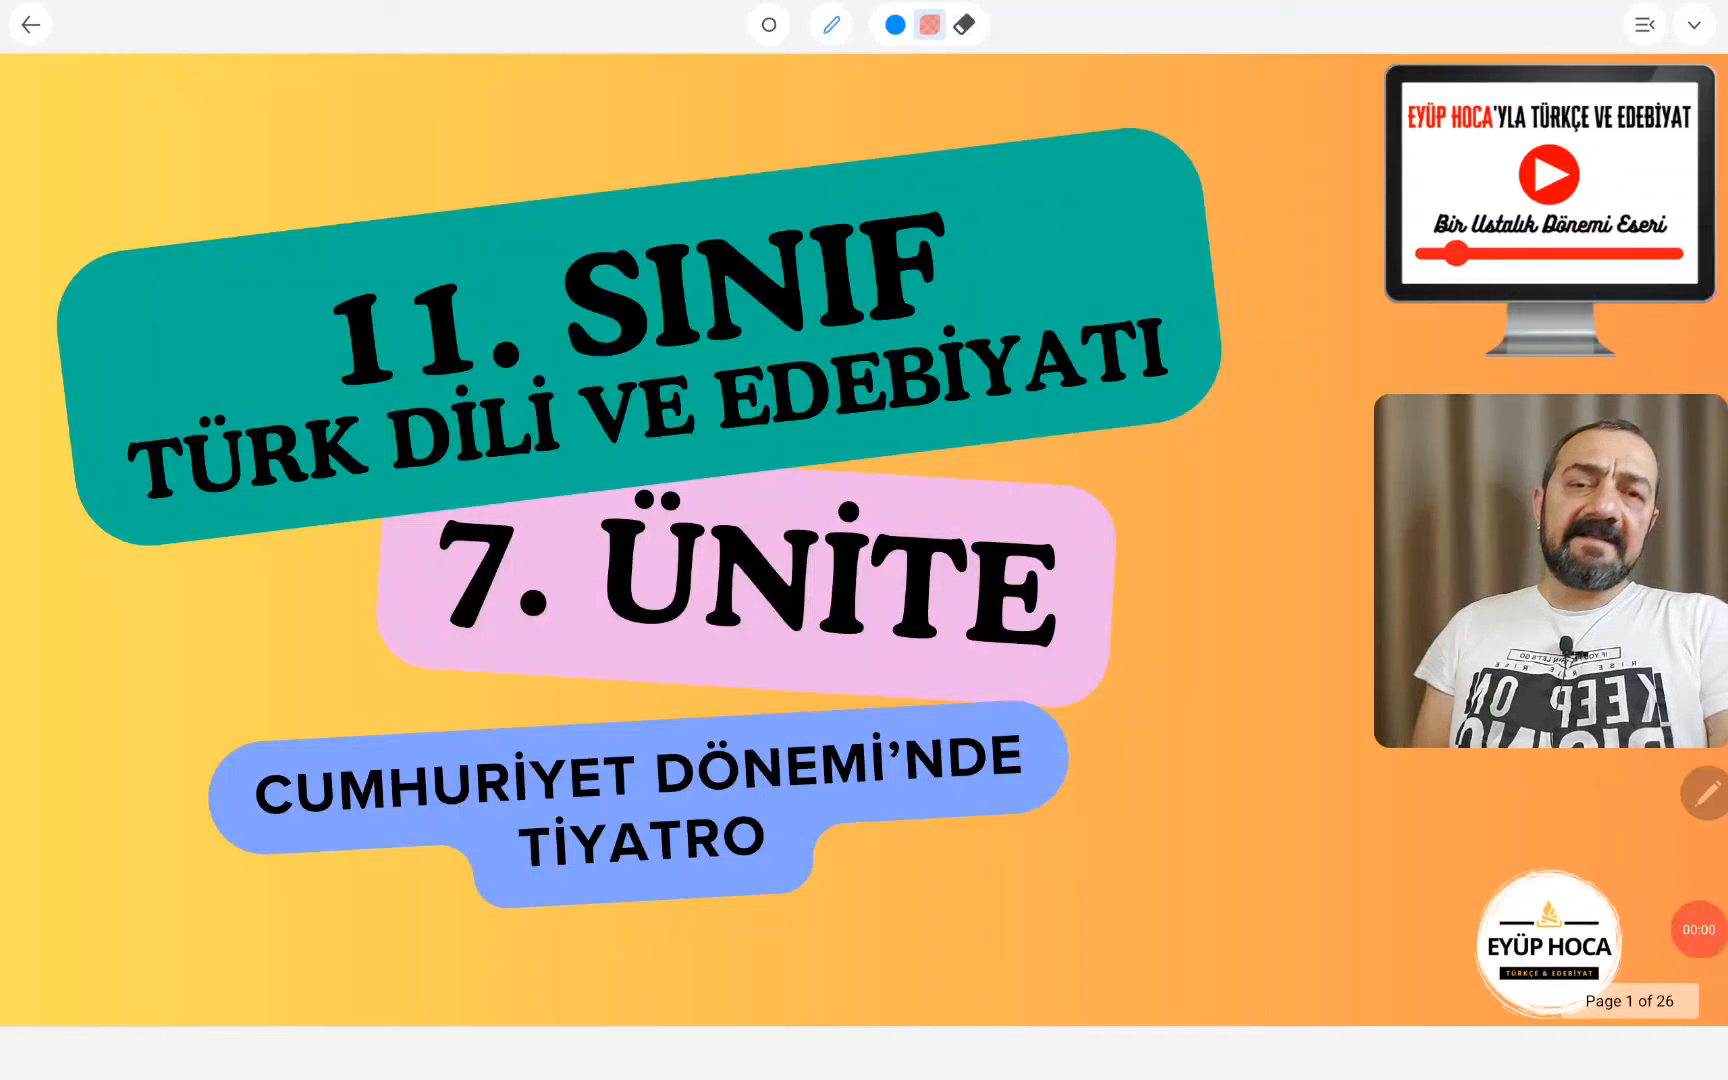 EYÜP HOCA'YLA TÜRKÇE VE EDEBİYAT
Bir Ustalık Dönemi Eseri
11. SINIF
TÜRK DİLİ VE EDEBİYATI
7. ÜNİTE
CUMHURİYET DÖNEMİ'NDE
TİYATRO
KEEP ON
EYÜP HOCA
TÜRKÇE & EDEBİYAT
00:00
Page 1 of 26